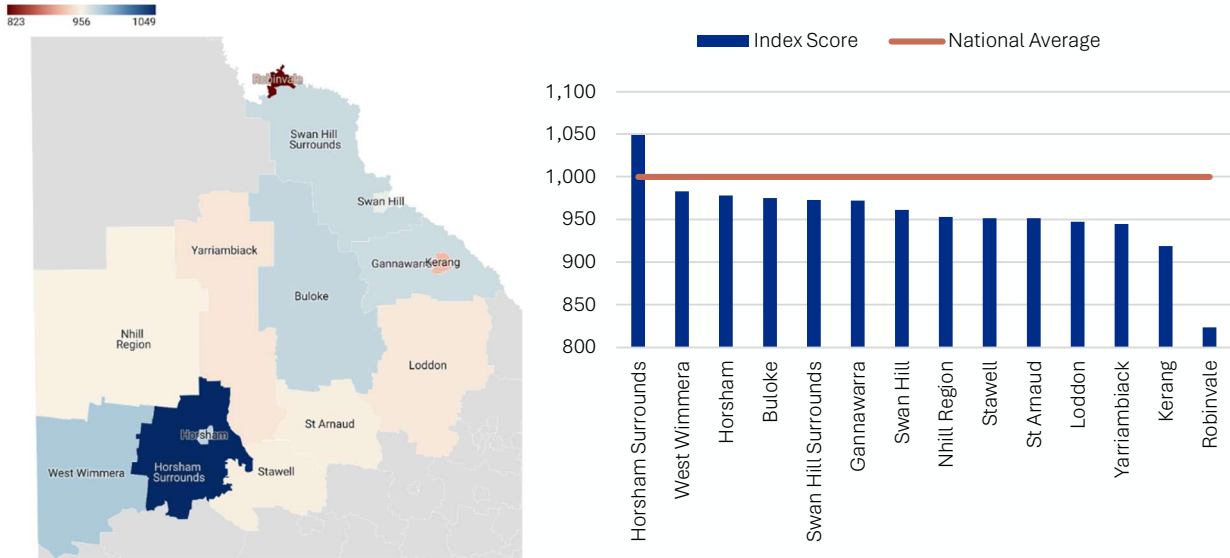 823 956 1049
Robinvale
Swan Hill
Surrounds
Swan Hill
Yarriambiack
Gannawarra
Kerang
Buloke
Nhill
Region
Loddon
St Arnaud
Horsham
West Wimmera
Horsham
Surrounds
Stawell
Index Score
National Average
1,100
1,050
1,000
950
900
850
800
Horsham Surrounds
West Wimmera
Horsham
Buloke
Swan Hill Surrounds
Gannawarra
Swan Hill
Nhill Region
Stawell
St Arnaud
Loddon
Yarriambiack
Kerang
Robinvale